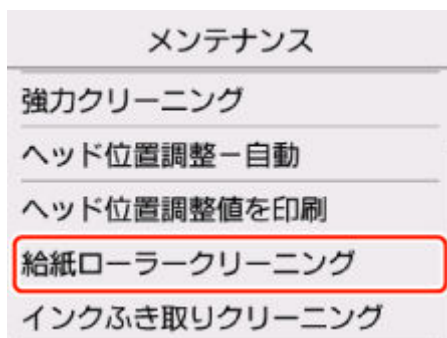 メンテナンス
強力クリーニング
ヘッド位置調整－自動
ヘッド位置調整値を印刷
給紙ローラークリーニング
インクふき取りクリーニング